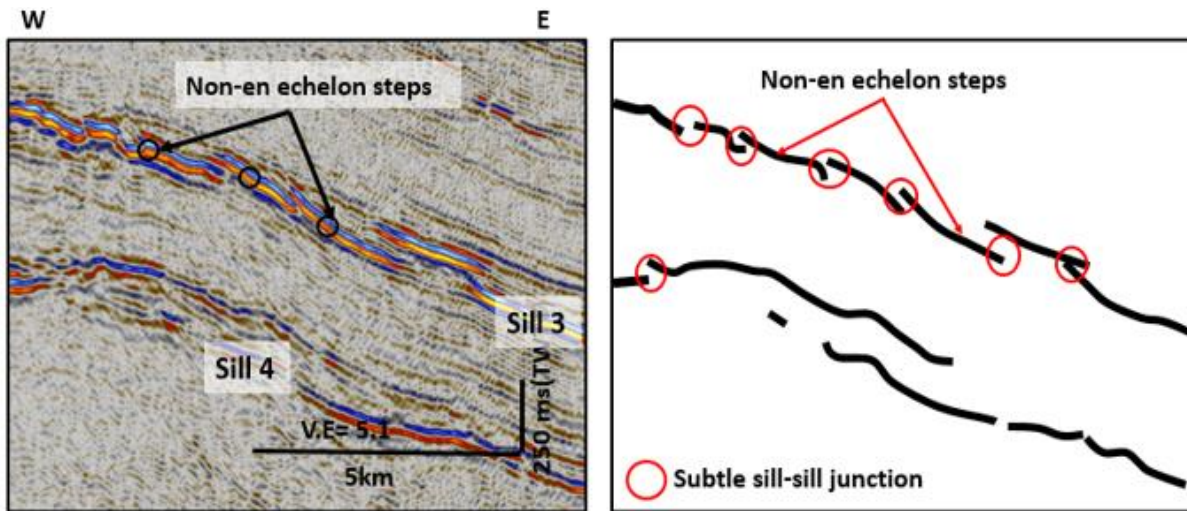 W
E
Non-en echelon steps
Non-en echelon steps
Sill 3
Sill 4
250 ms(TW
V.E= 5.1
5km
Subtle sill-sill junction